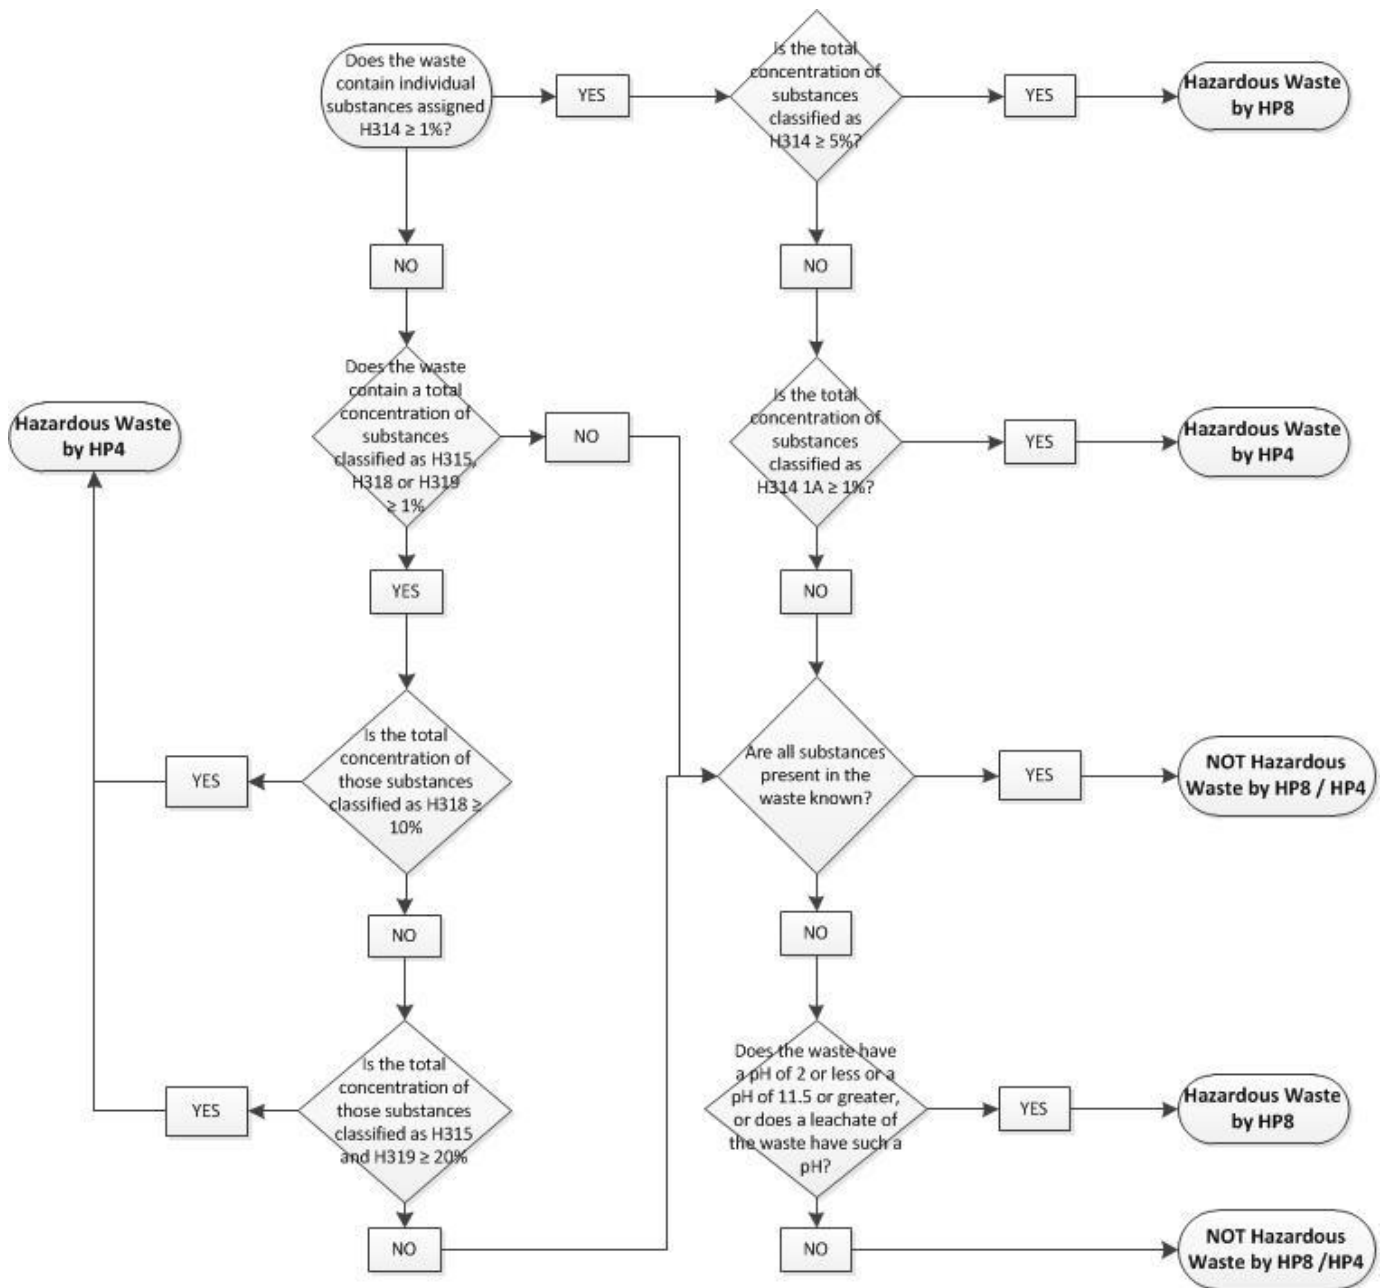 Does the waste
contain individual
substances assigned
H314 ≥ 1%?
YES
Is the total
concentration of
substances
classified as
H314 ≥ 5%?
YES
Hazardous Waste
by HP8
NO
NO
Does the waste
contain a total
concentration of
substances
classified as H315,
H318 or H319
≥ 1%
NO
Is the total
concentration of
substances
classified as
H314 1A ≥ 1%?
YES
Hazardous Waste
by HP4
Hazardous Waste
by HP4
YES
NO
Is the total
concentration of
those substances
classified as H318 ≥
10%
YES
Are all substances
present in the
waste known?
YES
NOT Hazardous
Waste by HP8 / HP4
NO
NO
Is the total
concentration of
those substances
classified as H315
and H319 ≥ 20%
YES
Does the waste have
a pH of 2 or less or a
pH of 11.5 or greater,
or does a leachate of
the waste have such a
pH?
YES
Hazardous Waste
by HP8
NO
NO
NOT Hazardous
Waste by HP8 /HP4